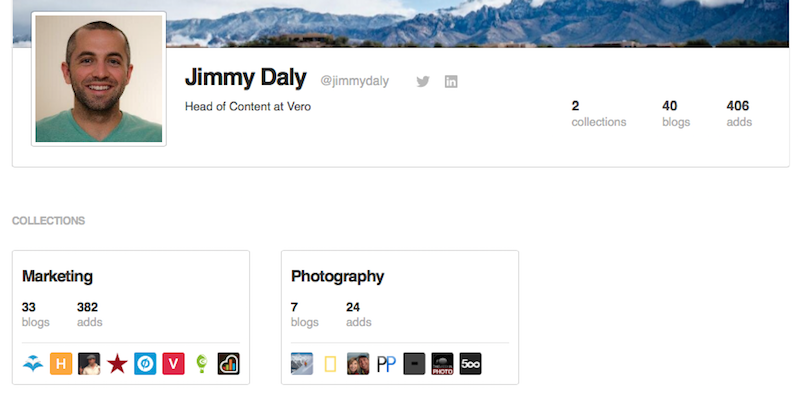 Jimmy Daly @jimmydaly
Head of Content at Vero
2 40 406
collections blogs adds
COLLECTIONS
Marketing
33 382
blogs adds
H V
Photography
7 24
blogs adds
PP PHOTO 500